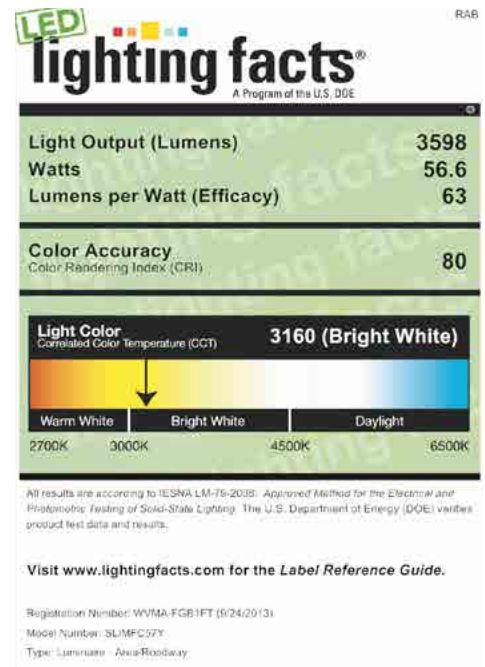 RAB
LED
lighting facts®
A Program of the U.S. DOE
Light Output (Lumens) 3598
Watts 56.6
Lumens per Watt (Efficacy) 63
Color Accuracy
Color Rendering Index (CRI) 80
Light Color
Correlated Color Temperature (CCT) 3160 (Bright White)
Warm White Bright White Daylight
2700K 3000K 4500K 6500K
All results are according to IESNA LM-79-2008: Approved Method for the Electrical and
Photometric Testing of Solid-State Lighting. The U.S. Department of Energy (DOE) verifies
product test data and results.
Visit www.lightingfacts.com for the Label Reference Guide.
Registration Number: WVMA-FGB1FT (9/24/2013)
Model Number: SLIMFC57Y
Type: Luminaire - Area/Roadway